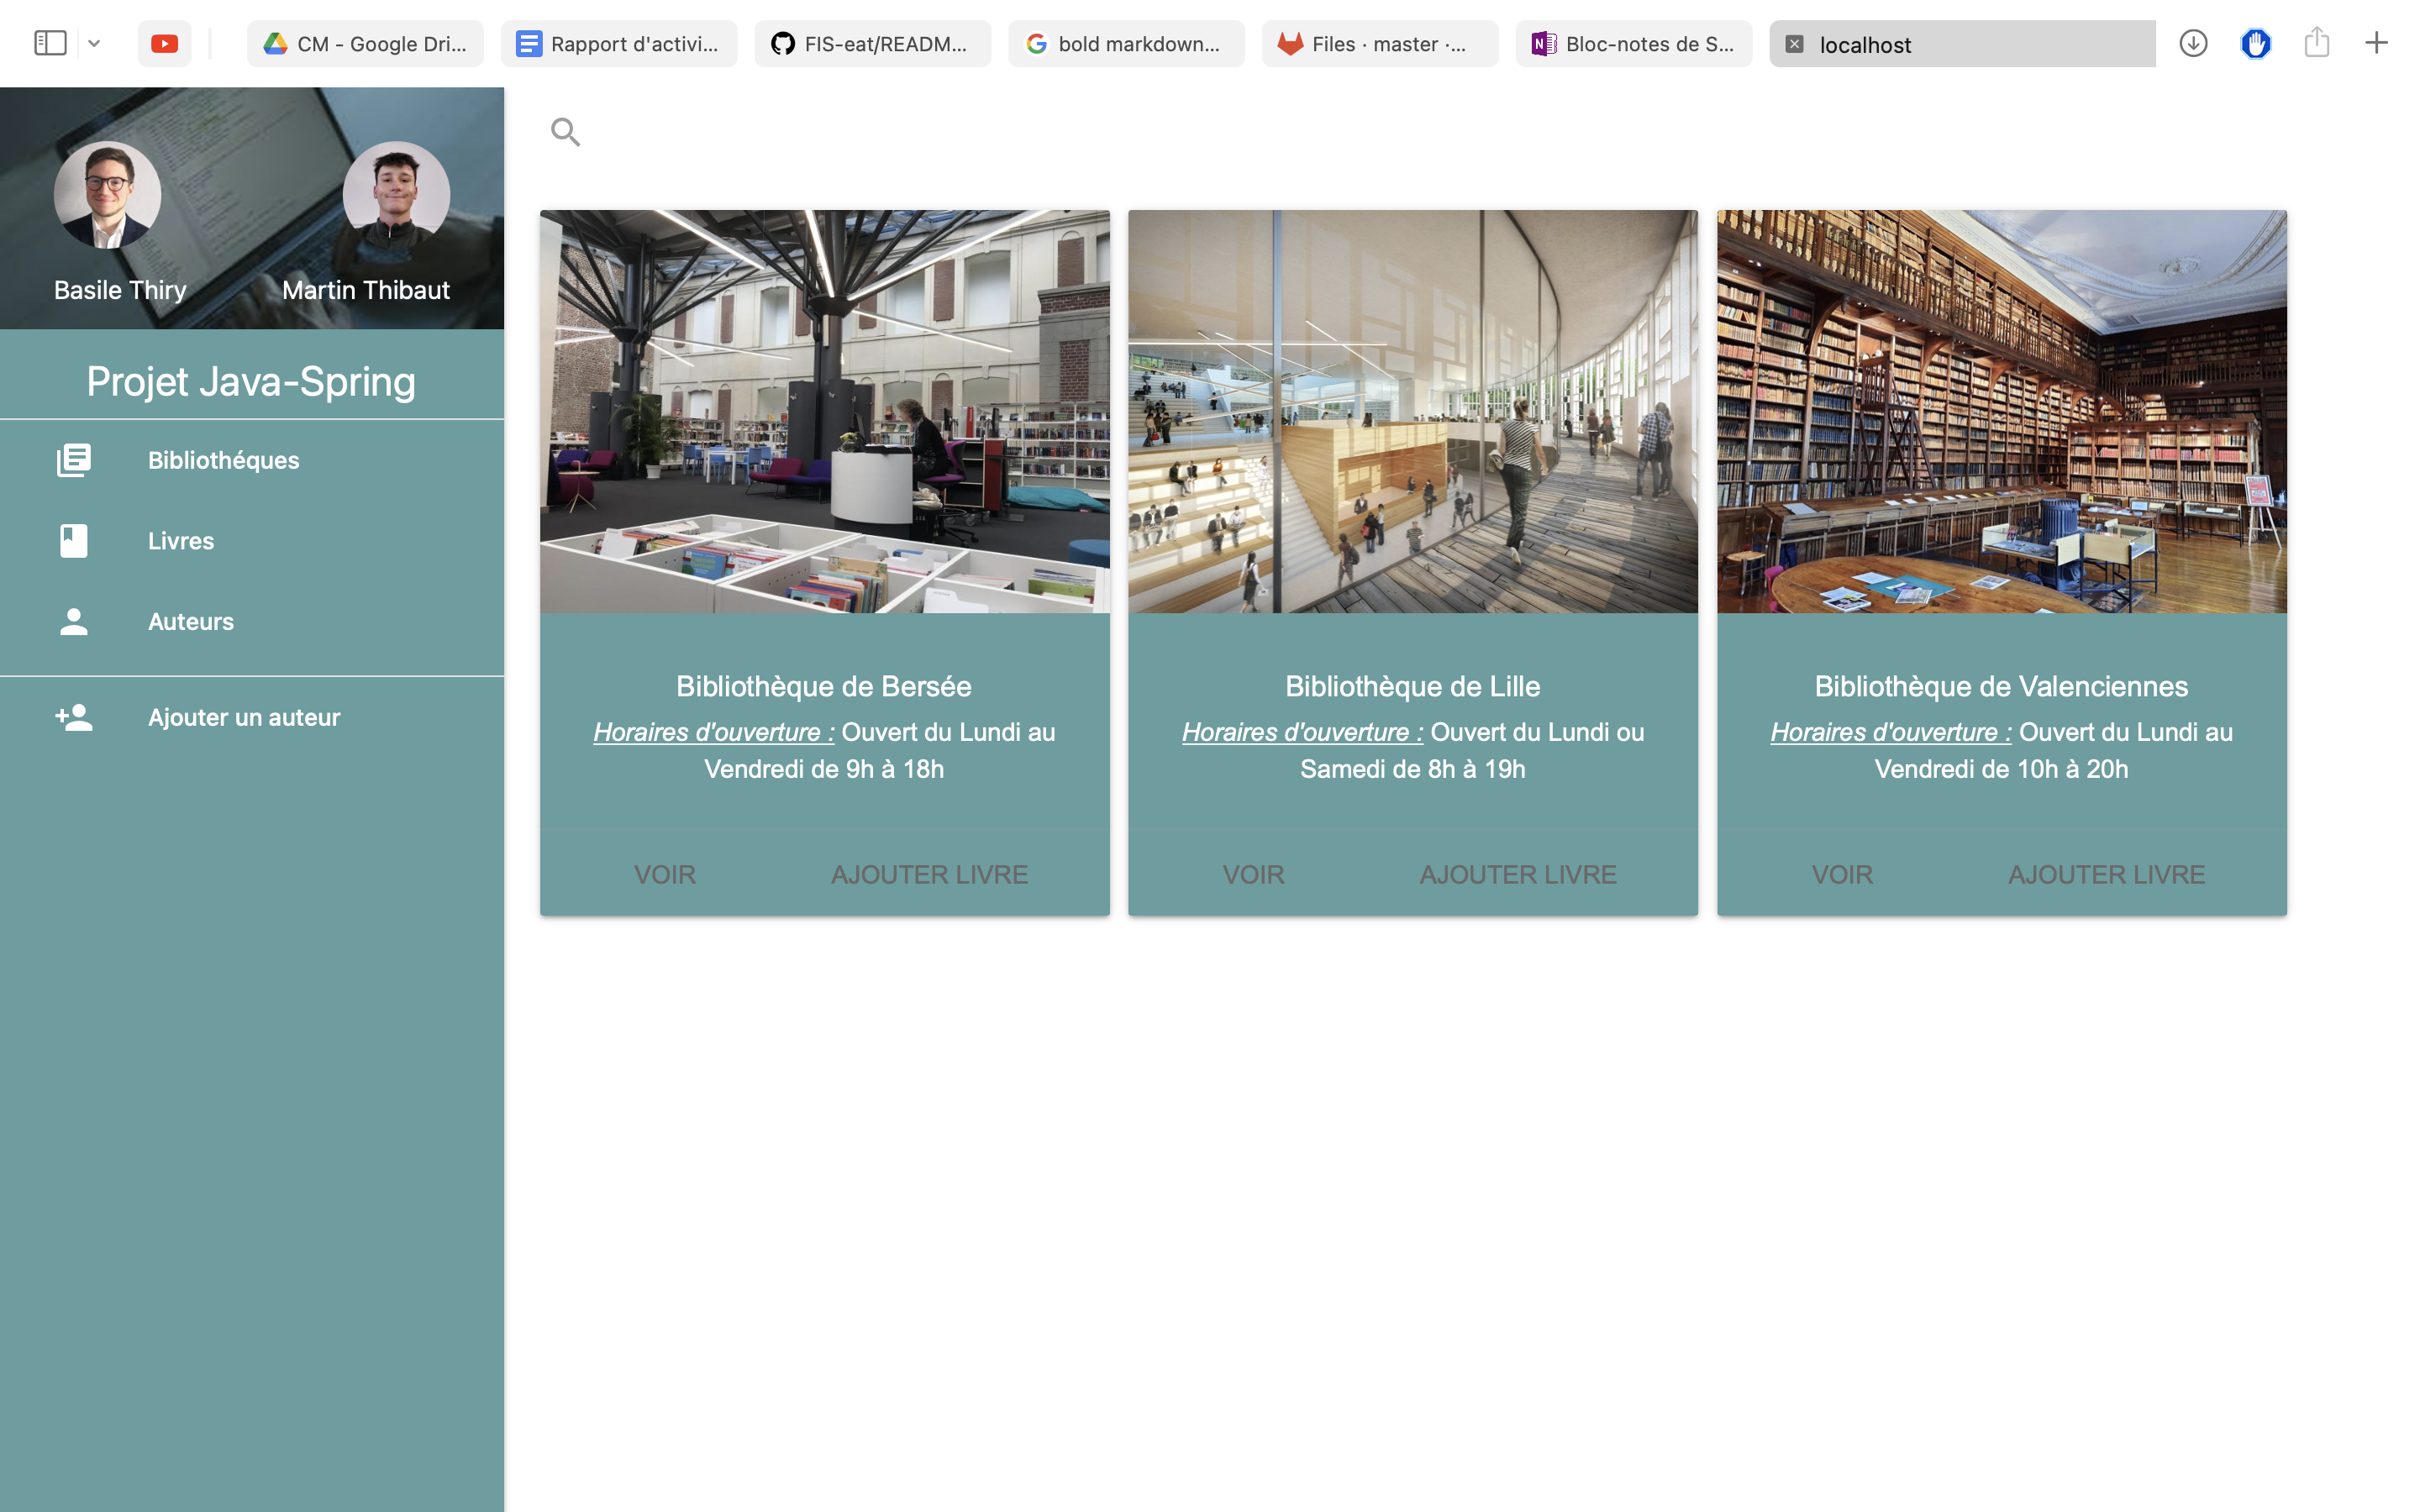 CM - Google Dri...
Rapport d'activi...
FIS-eat/READM...
bold markdown...
Files · master ·...
Bloc-notes de S...
localhost
Basile Thiry
Martin Thibaut
Projet Java-Spring
Bibliothéques
Livres
Auteurs
Ajouter un auteur
Bibliothèque de Bersée
Horaires d'ouverture : Ouvert du Lundi au
Vendredi de 9h à 18h
VOIR
AJOUTER LIVRE
Bibliothèque de Lille
Horaires d'ouverture : Ouvert du Lundi ou
Samedi de 8h à 19h
VOIR
AJOUTER LIVRE
Bibliothèque de Valenciennes
Horaires d'ouverture : Ouvert du Lundi au
Vendredi de 10h à 20h
VOIR
AJOUTER LIVRE